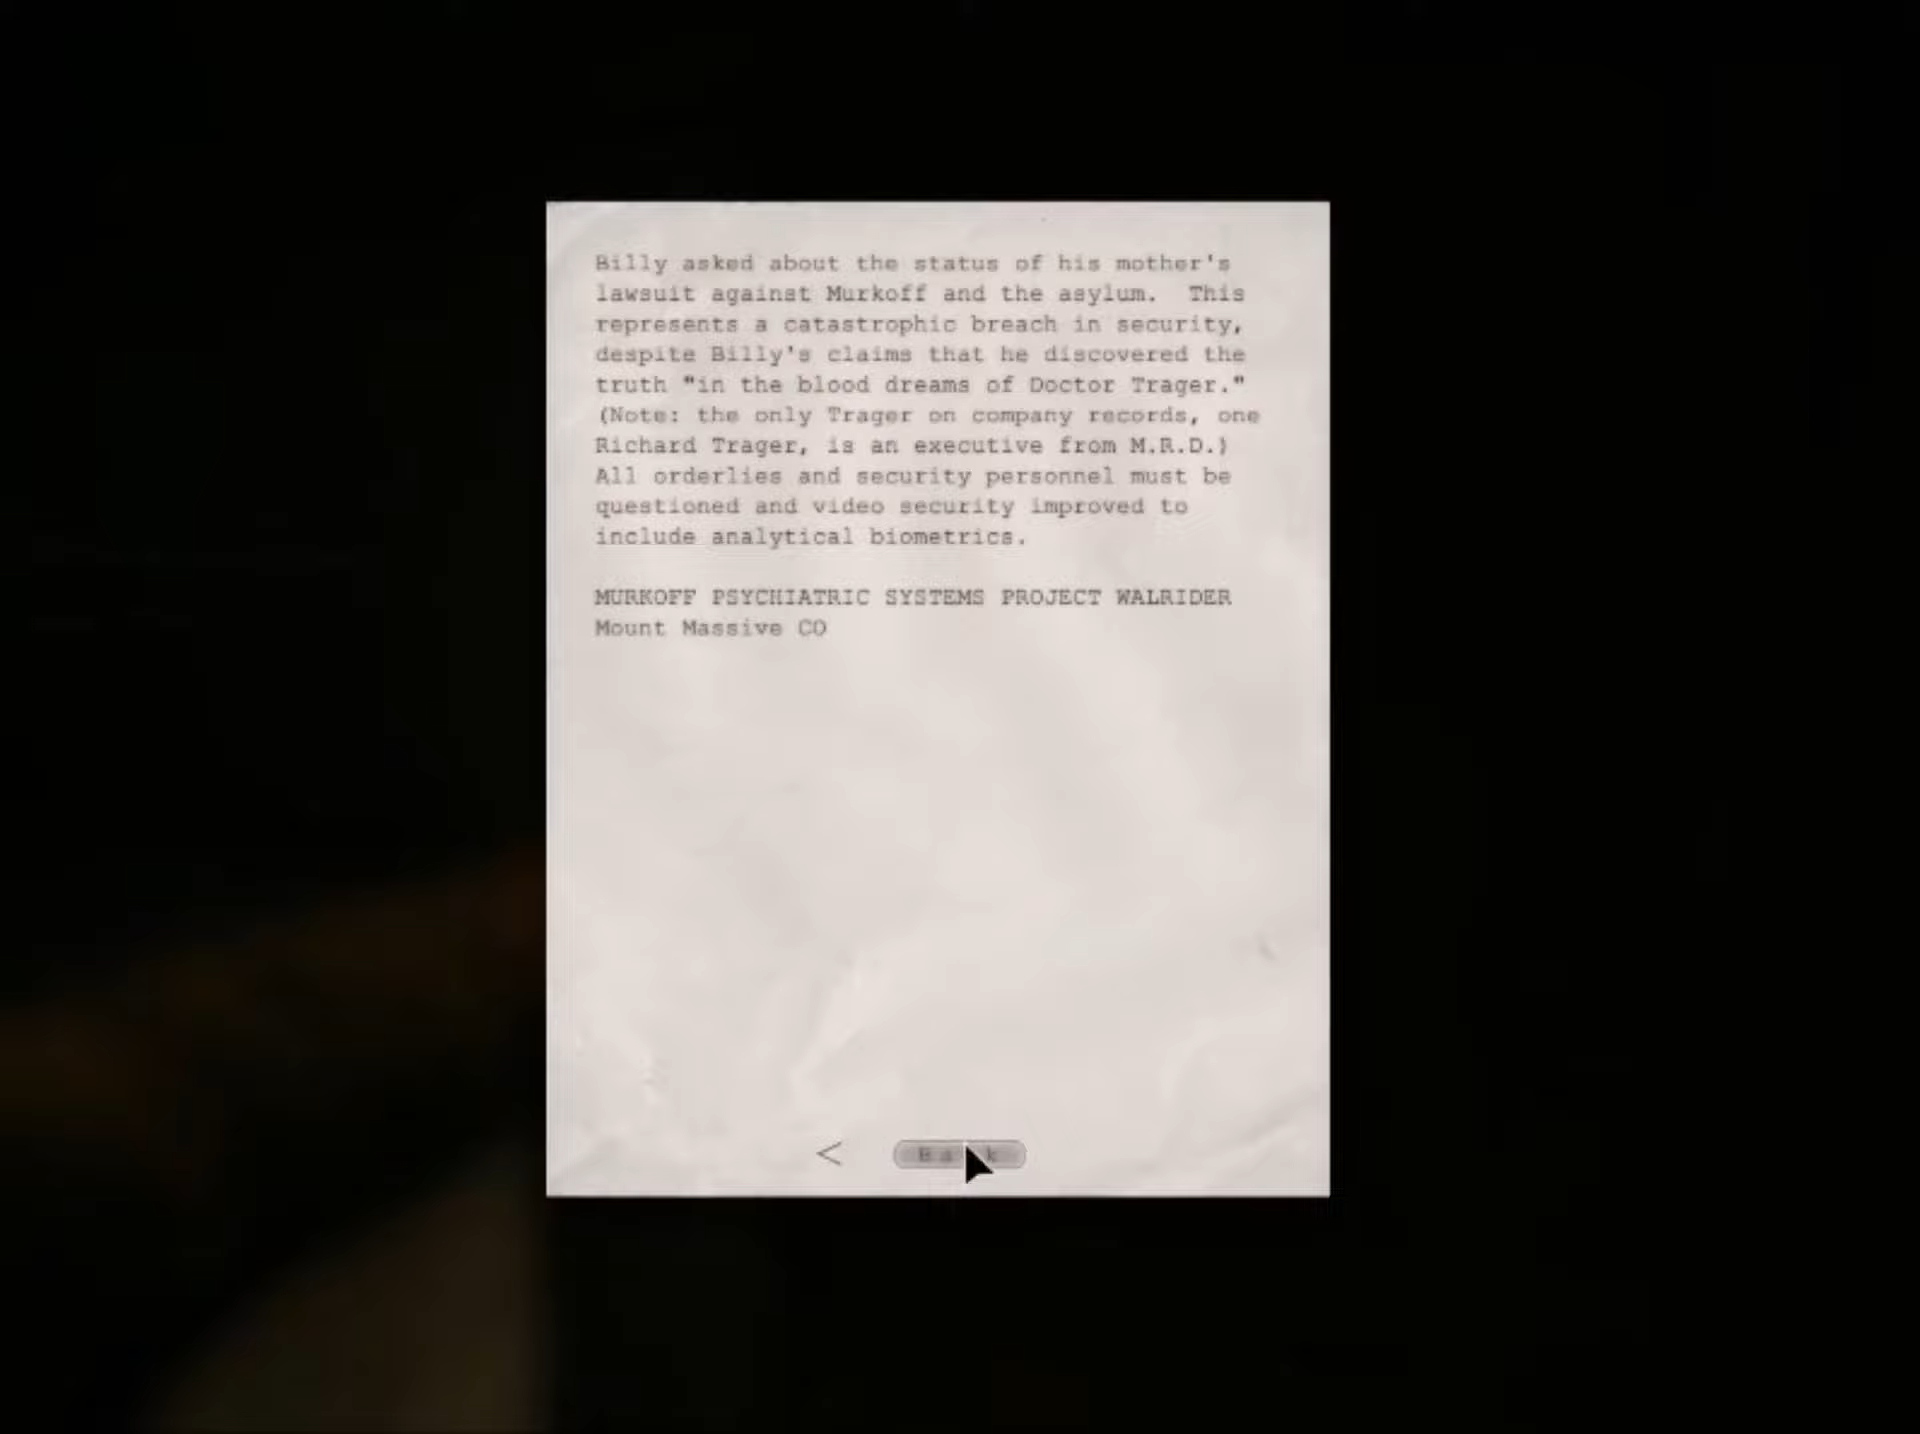 Billy asked about the status of his mother's
lawsuit against Murkoff and the asylum.  This
represents a catastrophic breach in security,
despite Billy's claims that he discovered the
truth "in the blood dreams of Doctor Trager."
(Note: the only Trager on company records, one
Richard Trager, is an executive from M.R.D.)
All orderlies and security personnel must be
questioned and video security improved to
include analytical biometrics.
MURKOFF PSYCHIATRIC SYSTEMS PROJECT WALRIDER
Mount Massive CO
<